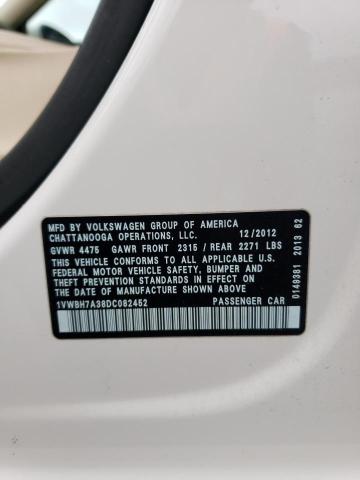 MFD. BY VOLKSWAGEN GROUP OF AMERICA
CHATTANOOGA OPERATIONS, LLC. 12/2012
GVWR 4475 GAWR FRONT 2315 / REAR 2271 LBS
THIS VEHICLE CONFORMS TO ALL APPLICABLE U.S.
FEDERAL MOTOR VEHICLE SAFETY, BUMPER AND
THEFT PREVENTION STANDARDS IN EFFECT ON THE
DATE OF MANUFACTURE SHOWN ABOVE.
1VWBH7A38DC082452 PASSENGER CAR
0149381 2013 62